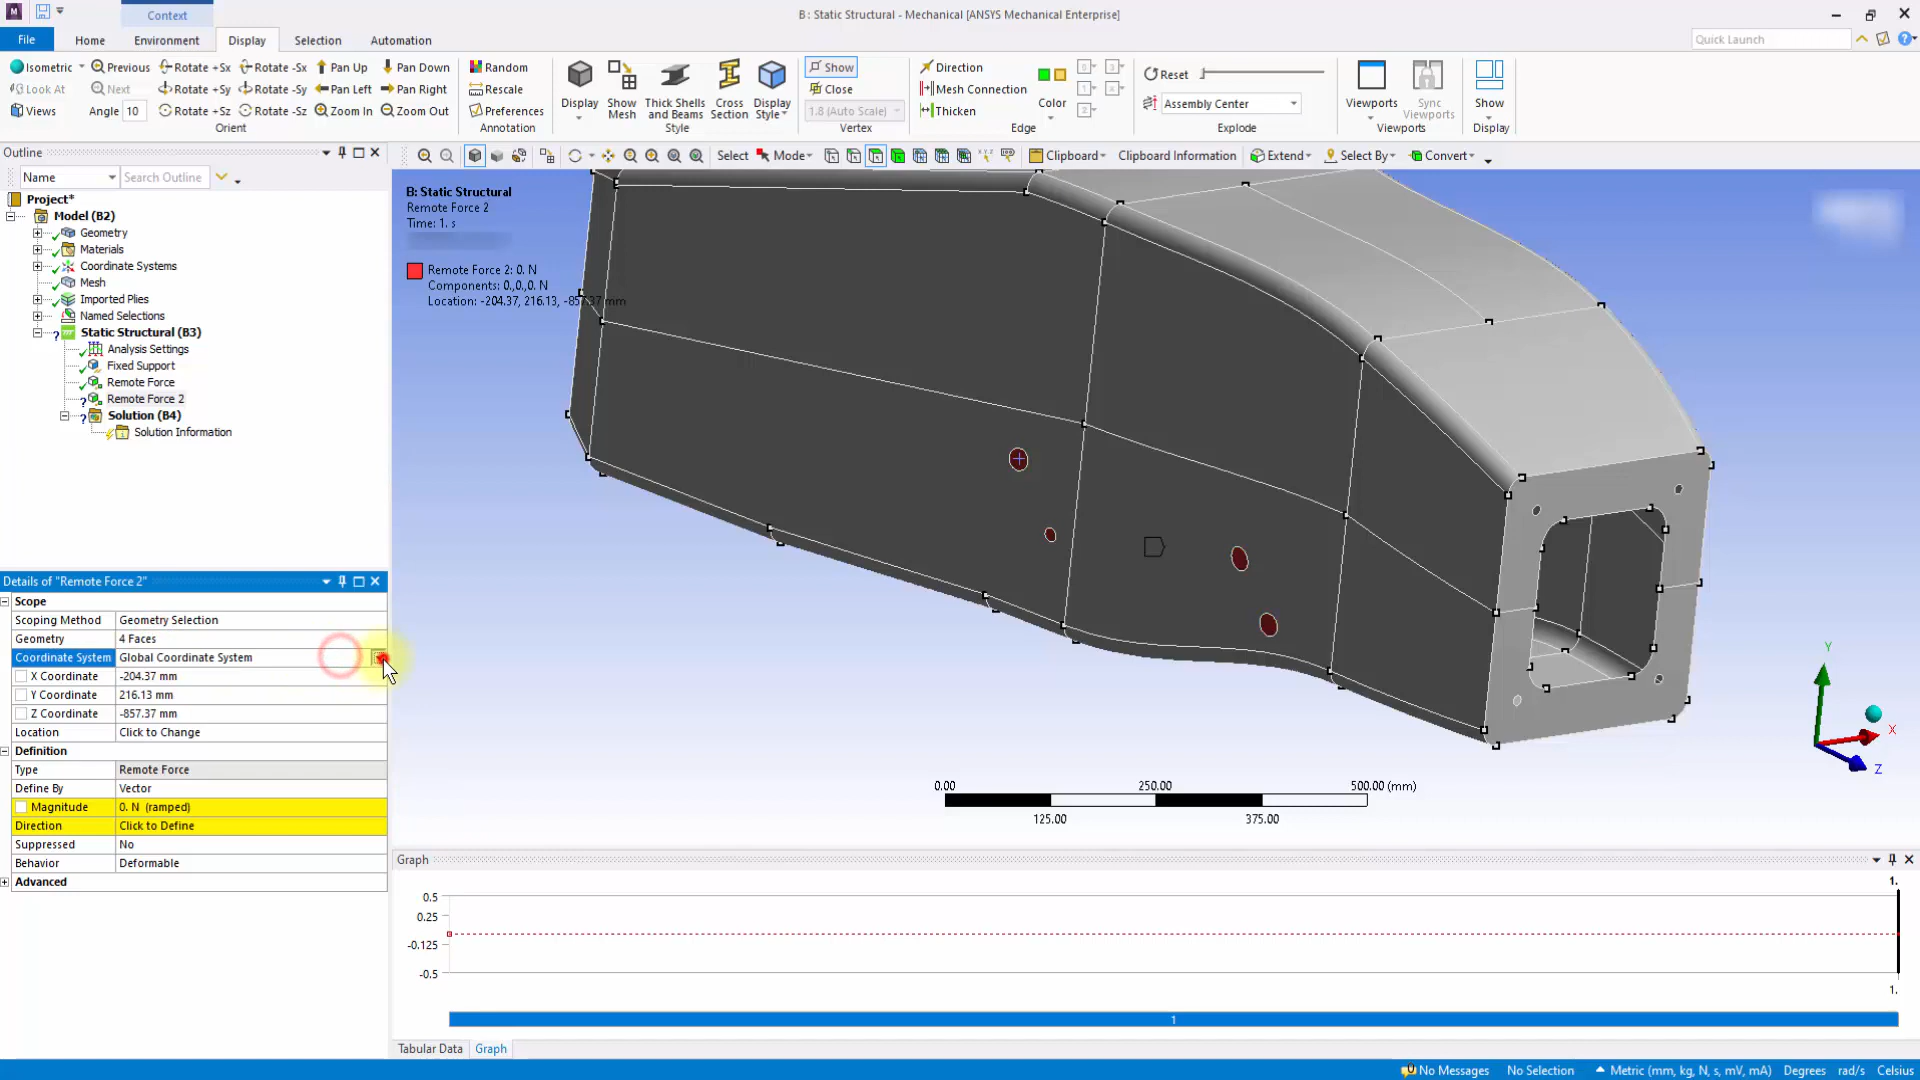 Context
B : Static Structural - Mechanical [ANSYS Mechanical Enterprise]
File
Home
Environment
Display
Selection
Automation
Quick Launch
Isometric
Previous
Rotate +Sx
Rotate -Sx
Pan Up
Pan Down
Look At
Next
Rotate +Sy
Rotate -Sy
Pan Left
Pan Right
Views
Angle 10
Rotate +Sz
Rotate -Sz
Zoom In
Zoom Out
Orient
Random
Rescale
Preferences
Annotation
Display
Show Mesh
Thick Shells and Beams
Cross Section
Display Style
Style
Show
Close
1.8 (Auto Scale)
Vertex
Direction
Mesh Connection
Thicken
Color
Edge
Reset
Assembly Center
Explode
Viewports
Sync Viewports
Viewports
Show
Display
Outline
Select
Mode
Clipboard
Clipboard Information
Extend
Select By
Convert
Name
Search Outline
Project*
Model (B2)
Geometry
Materials
Coordinate Systems
Mesh
Imported Plies
Named Selections
Static Structural (B3)
Analysis Settings
Fixed Support
Remote Force
Remote Force 2
Solution (B4)
Solution Information
B: Static Structural
Remote Force 2
Time: 1. s
Remote Force 2: 0. N
Components: 0.,0.,0. N
Location: -204.37, 216.13, -857.37 mm
Details of "Remote Force 2"
Scope
Scoping Method Geometry Selection
Geometry 4 Faces
Coordinate System Global Coordinate System
X Coordinate -204.37 mm
Y Coordinate 216.13 mm
Z Coordinate -857.37 mm
Location Click to Change
Definition
Type Remote Force
Define By Vector
Magnitude 0. N (ramped)
Direction Click to Define
Suppressed No
Behavior Deformable
Advanced
Y
X
Z
0.00 250.00 500.00 (mm)
125.00 375.00
Graph
1.
0.5
0.25
-0.125
-0.5
1.
1
Tabular Data
Graph
No Messages
No Selection
Metric (mm, kg, N, s, mV, mA)
Degrees
rad/s
Celsius